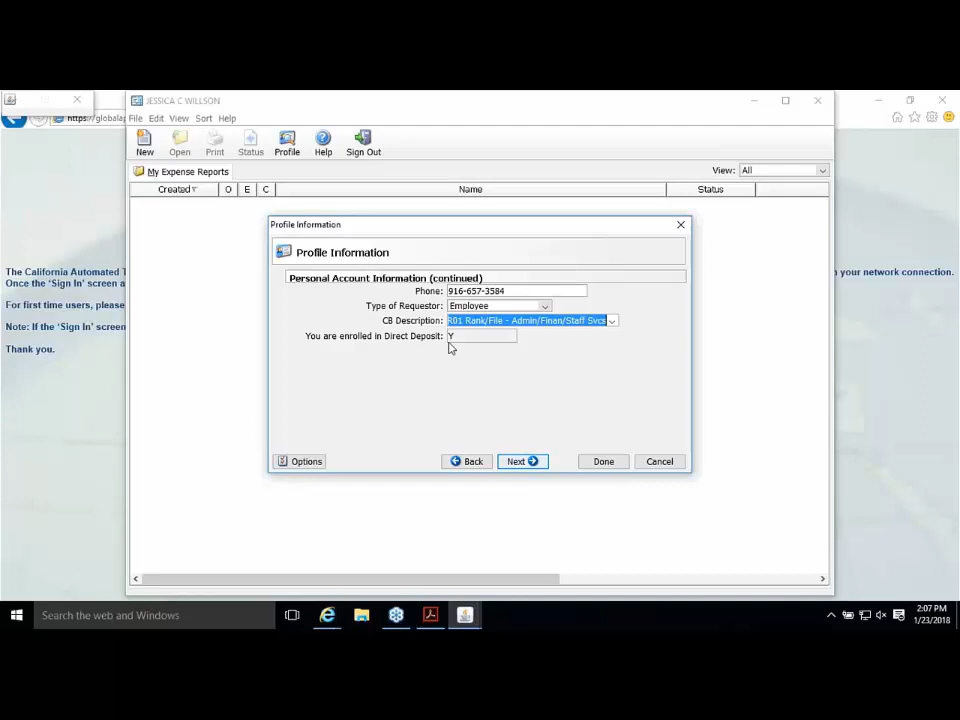 JESSICA C WILLSON
https://globala
File Edit View Sort Help
New Open Print Status Profile Help Sign Out
My Expense Reports
View: All
Created O E C Name Status
Profile Information
Profile Information
Personal Account Information (continued)
Phone: 916-657-3584
Type of Requestor: Employee
CB Description: R01 Rank/File - Admin/Finan/Staff Svcs
You are enrolled in Direct Deposit: Y
Options Back Next Done Cancel
The California Automated T
n your network connection.
Once the 'Sign In' screen a
For first time users, please
Note: If the 'Sign In' screen
Thank you.
Search the web and Windows
2:07 PM
1/23/2018